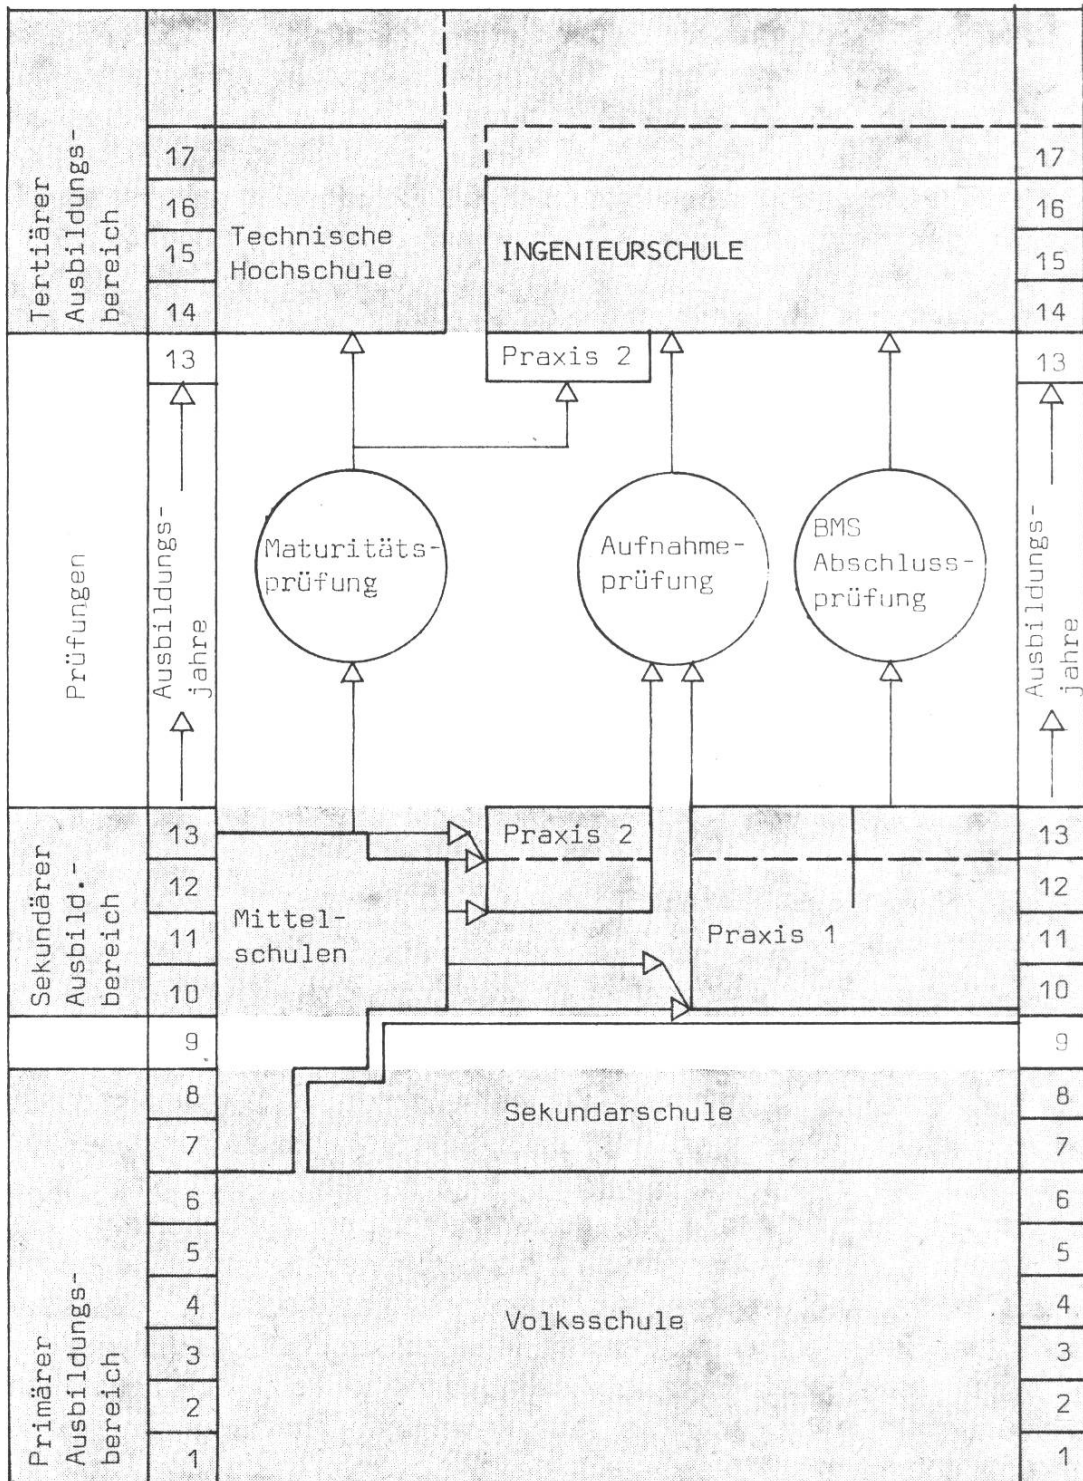 Tertiärer
Ausbildungs-
bereich
17
16
15
14
13
Technische
Hochschule
INGENIEURSCHULE
17
16
15
14
13
Praxis 2
Prüfungen
Ausbildungs-
jahre
Maturitäts-
prüfung
Aufnahme-
prüfung
BMS
Abschluss-
prüfung
Ausbildungs-
jahre
Sekundärer
Ausbild.-
bereich
13
12
11
10
9
Mittel-
schulen
Praxis 2
Praxis 1
13
12
11
10
9
Primärer
Ausbildungs-
bereich
8
7
6
5
4
3
2
1
Sekundarschule
Volksschule
8
7
6
5
4
3
2
1